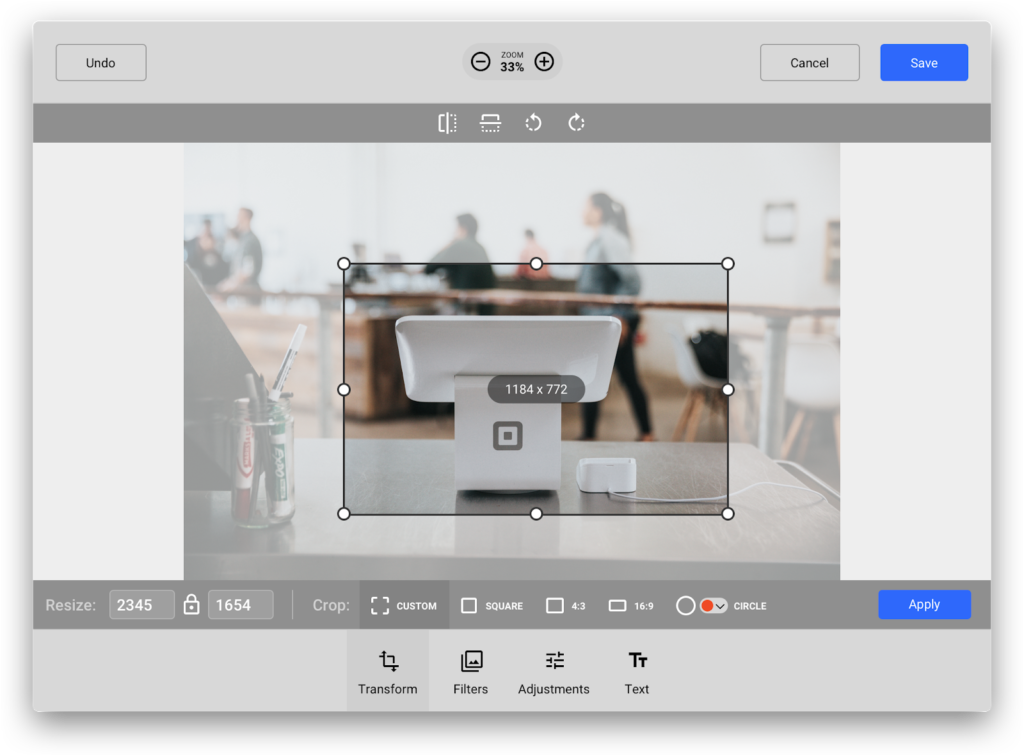 Undo
ZOOM
33%
Cancel
Save
1184 x 772
EXPO
Resize: 2345 1654 Crop: CUSTOM SQUARE 4:3 16:9 CIRCLE Apply
Transform Filters Adjustments Text